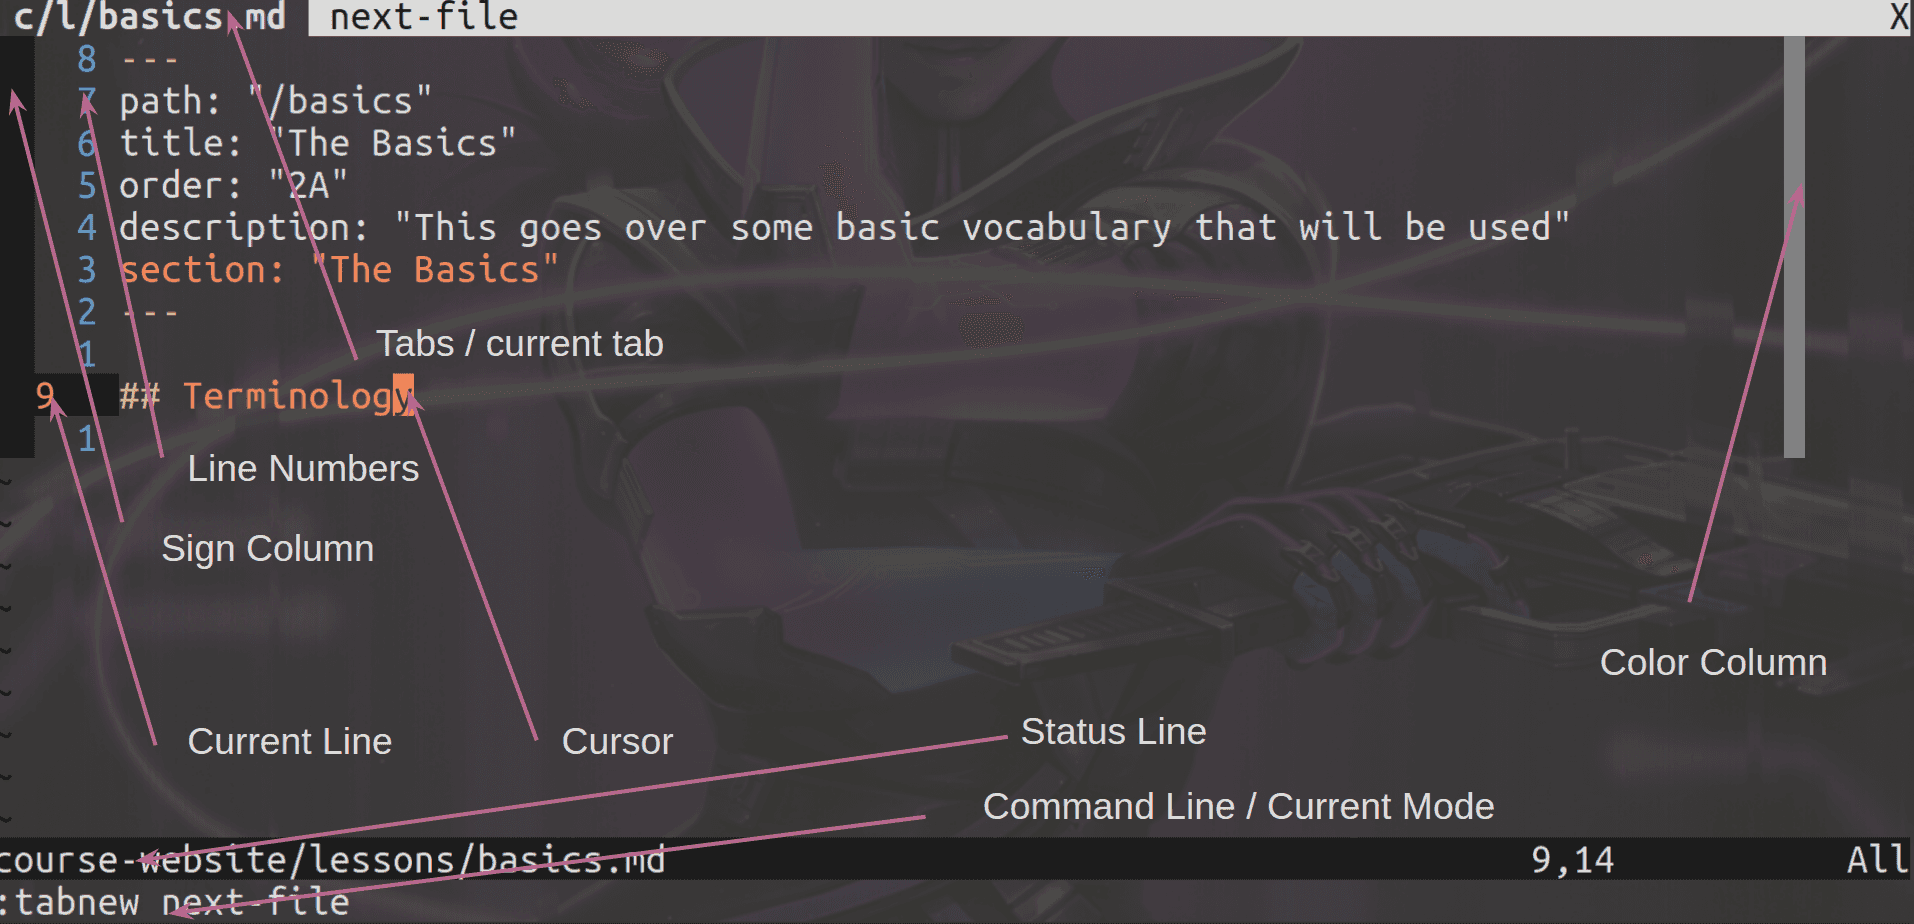 c/l/basics.md next-file X
8 ---
7 path: "/basics"
6 title: "The Basics"
5 order: "2A"
4 description: "This goes over some basic vocabulary that will be used"
3 section: "The Basics"
2 ---
Tabs / current tab
1
9 ## Terminology
1
Line Numbers
~
~
Sign Column
~
~
~
Color Column
~
~
Current Line Cursor Status Line
~
Command Line / Current Mode
~
course-website/lessons/basics.md 9,14 All
:tabnew next-file